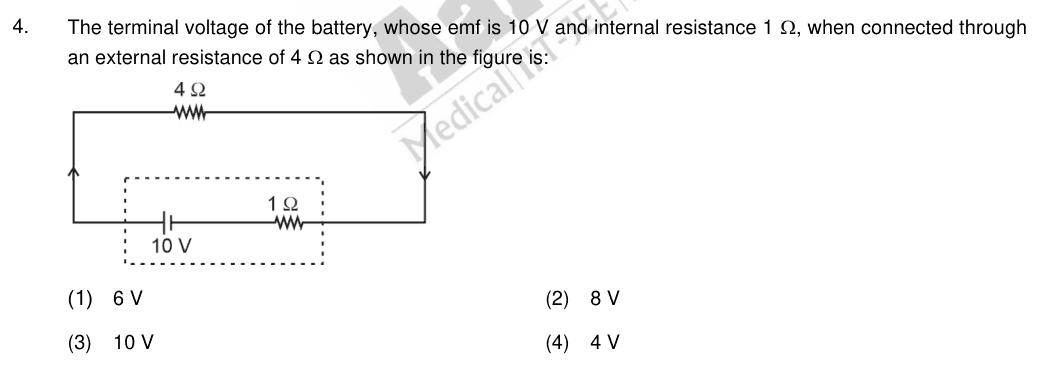 4. The terminal voltage of the battery, whose emf is 10 V and internal resistance 1 Ω, when connected through
an external resistance of 4 Ω as shown in the figure is:
4 Ω
1 Ω
10 V
(1) 6 V (2) 8 V
(3) 10 V (4) 4 V